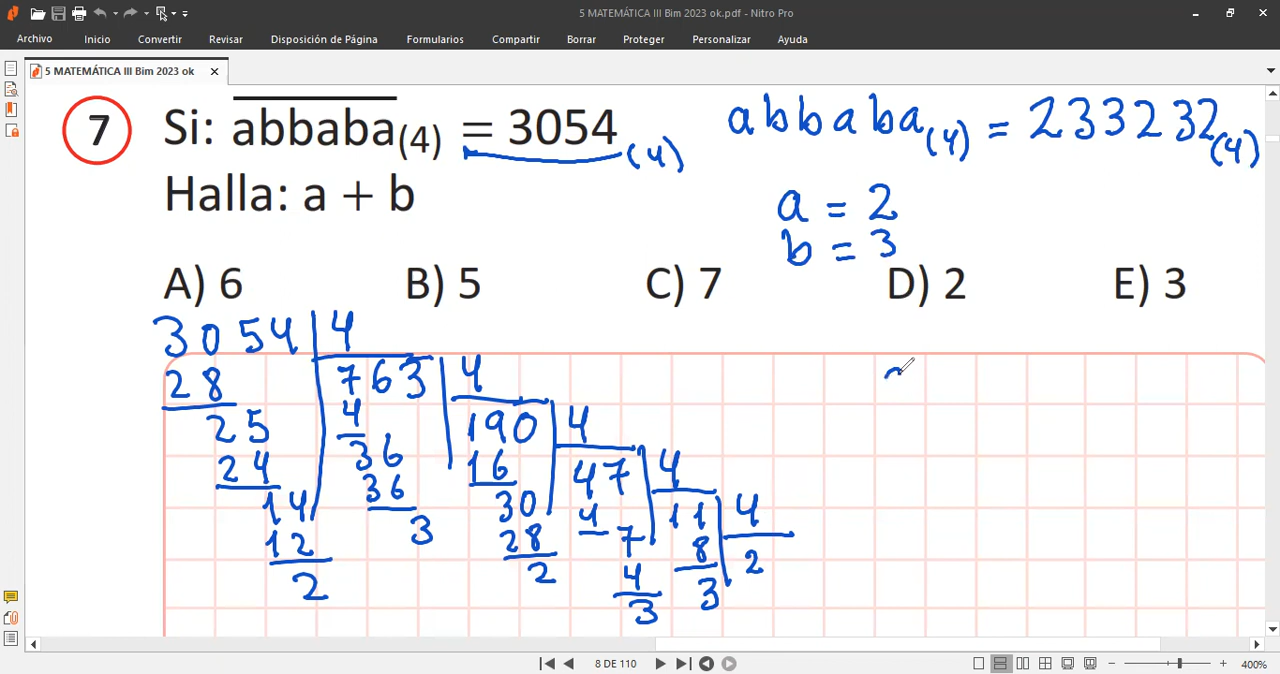 5 MATEMÁTICA III Bim 2023 ok.pdf - Nitro Pro
Archivo Inicio Convertir Revisar Disposición de Página Formularios Compartir Borrar Proteger Personalizar Ayuda
5 MATEMÁTICA III Bim 2023 ok
7 Si: abbaba(4) = 3054 (4)
abbaba(4) = 233232(4)
Halla: a + b
a = 2
b = 3
A) 6 B) 5 C) 7 D) 2 E) 3
3054 4
28 763 4
25 4 190 4
24 36 16 47 4
14 36 30 4 11 4
12 3 28 7 8 2
2 2 4 3
3
8 DE 110
400%